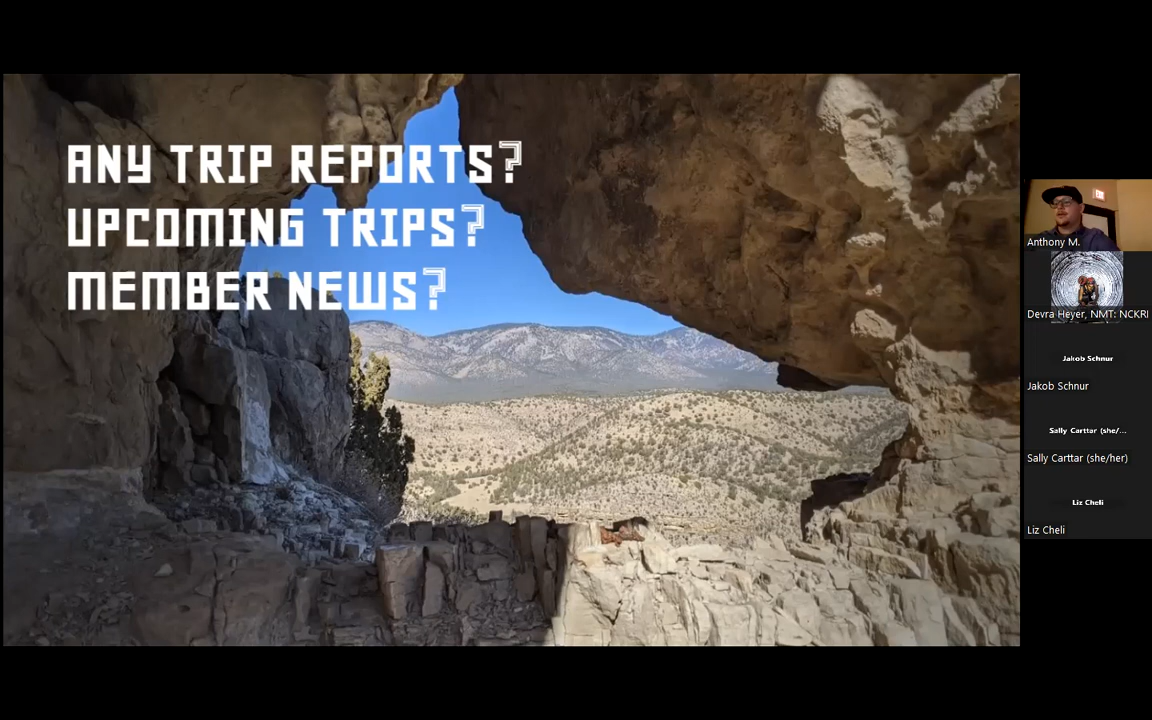 ANY TRIP REPORTS?
UPCOMING TRIPS?
MEMBER NEWS?
Anthony M.
Devra Heyer, NMT: NCKRI
Jakob Schnur
Jakob Schnur
Sally Carttar (she/...
Sally Carttar (she/her)
Liz Cheli
Liz Cheli